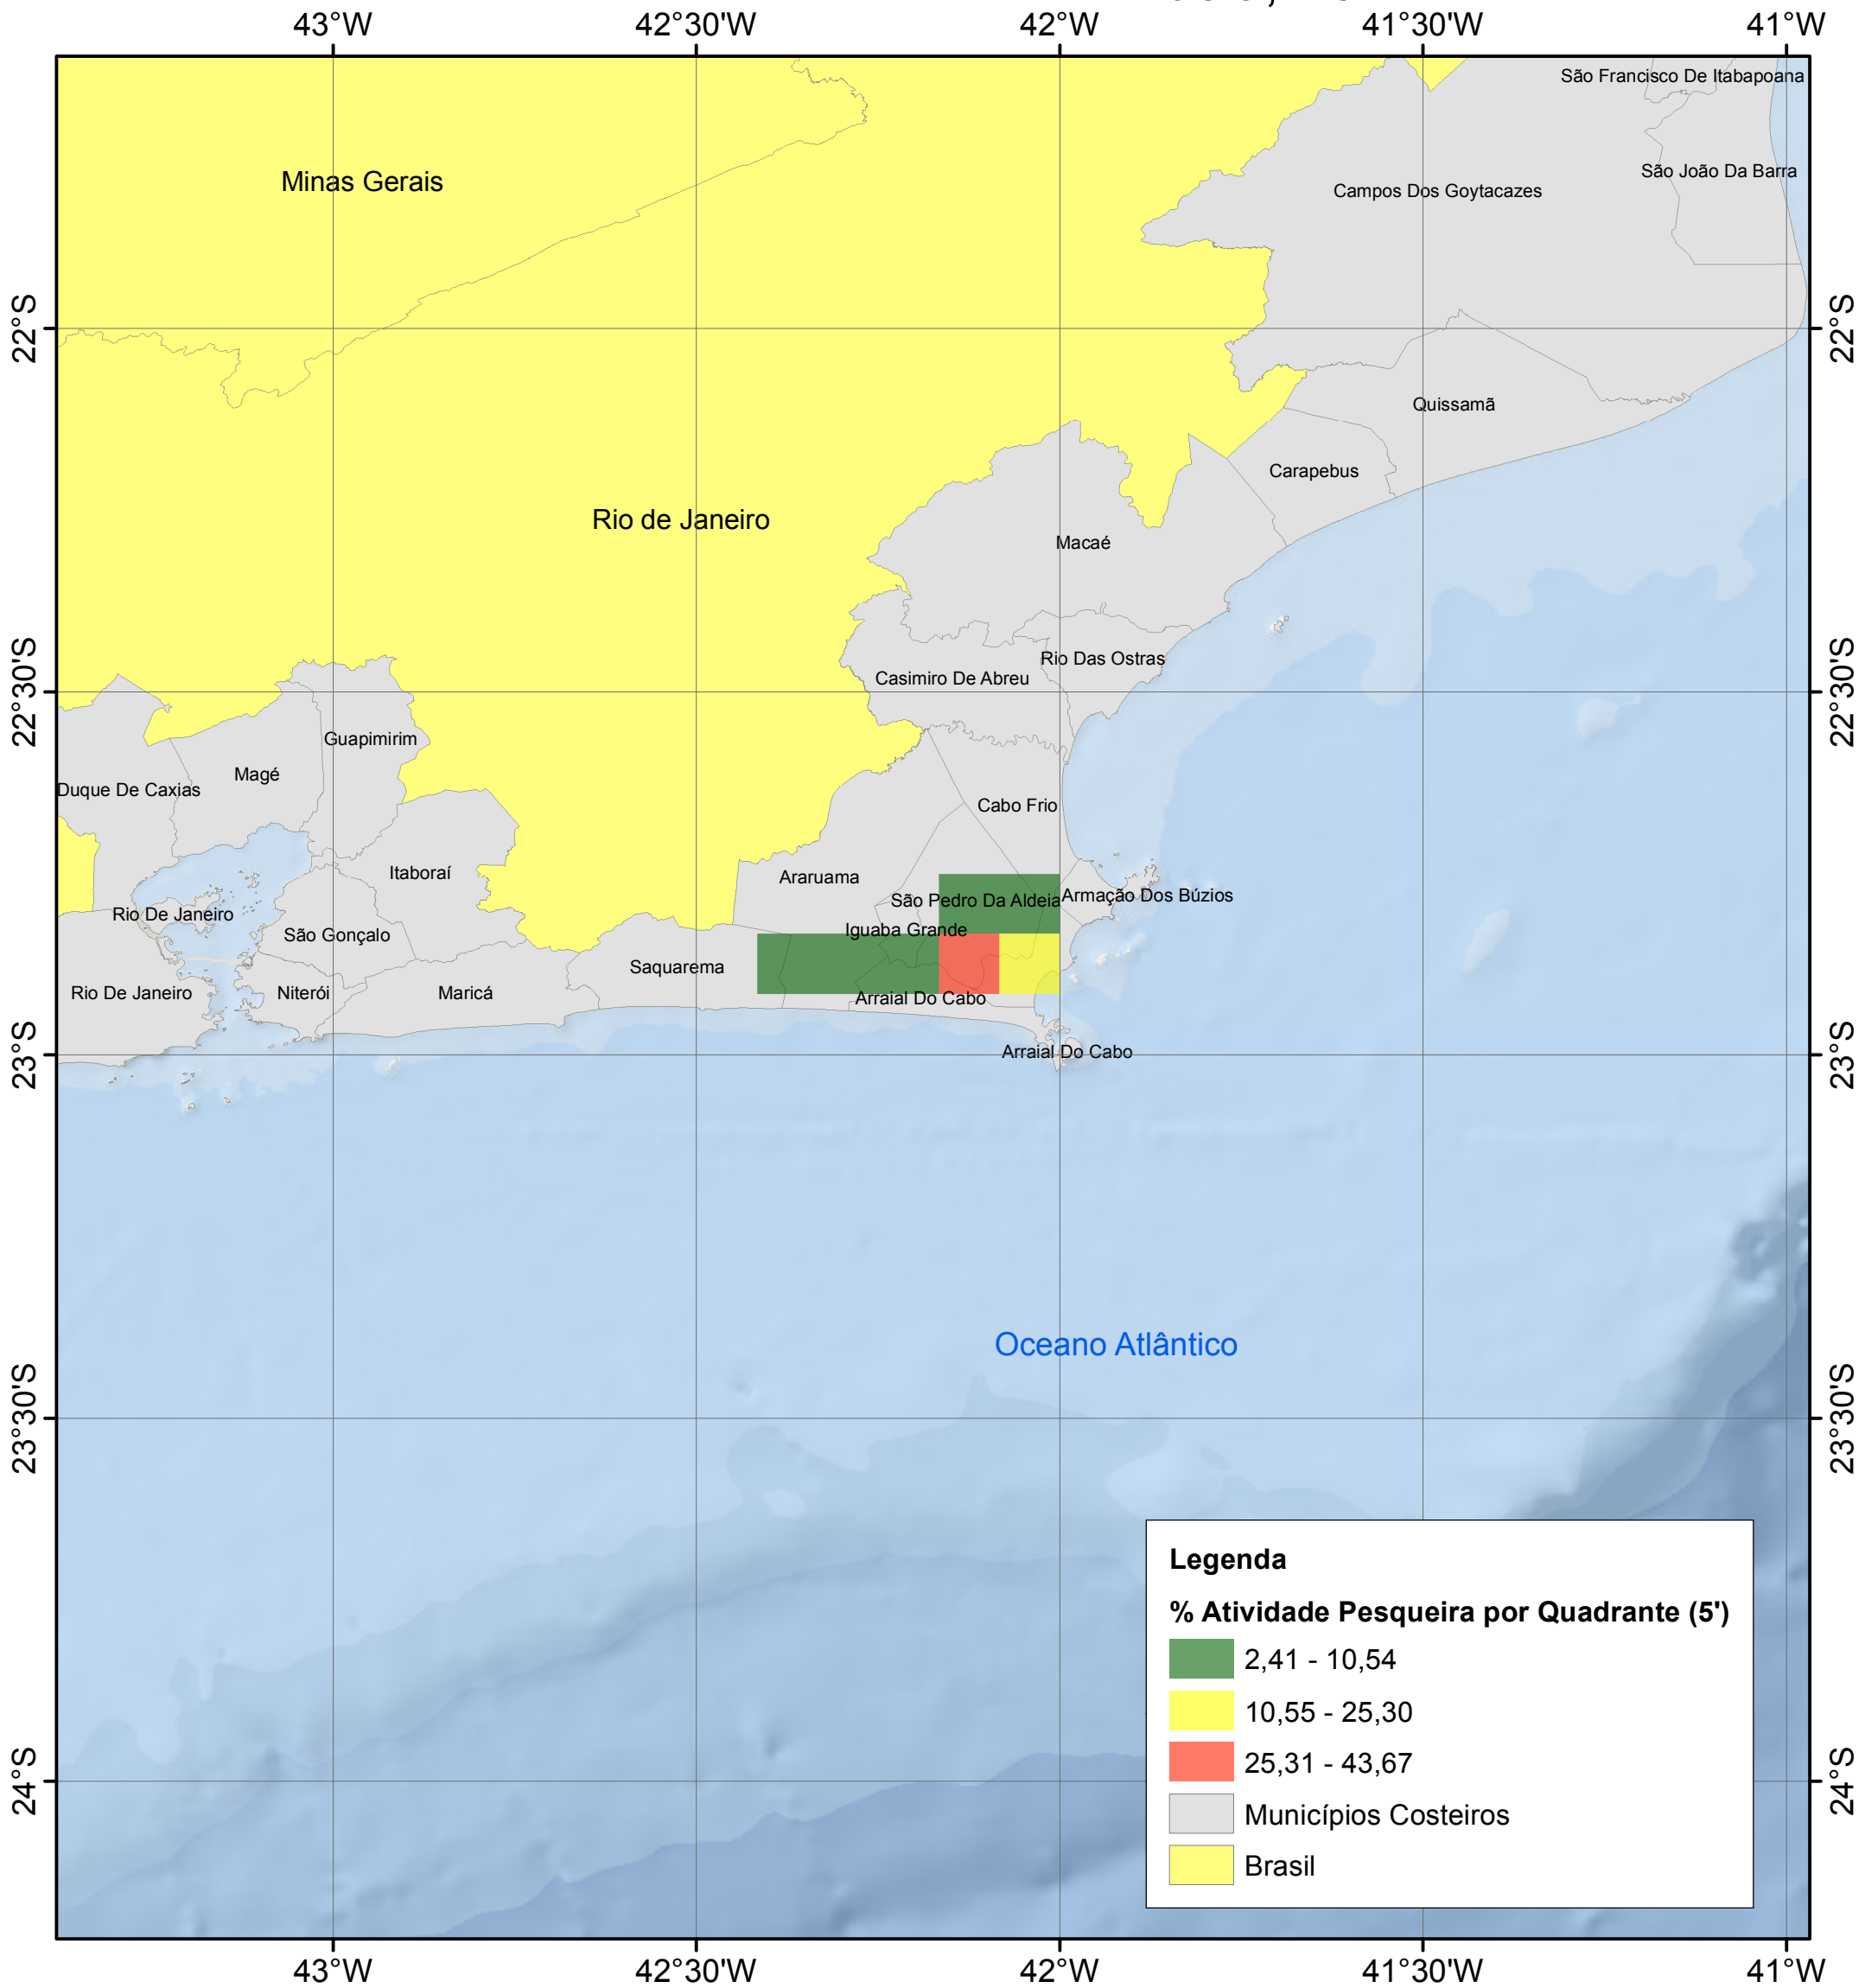 43°W 42°30'W 42°W 41°30'W 41°W
São Francisco De Itabapoana
São João Da Barra
Minas Gerais
Campos Dos Goytacazes
22°S 22°S
Quissamã
Carapebus
Rio de Janeiro
Macaé
Rio Das Ostras
Casimiro De Abreu
22°30'S 22°30'S
Guapimirim
Magé
Duque De Caxias
Cabo Frio
Itaboraí
Araruama
Armação Dos Búzios
São Pedro Da Aldeia
Rio De Janeiro
Iguaba Grande
São Gonçalo
Saquarema
Rio De Janeiro
Niterói
Maricá
Arraial Do Cabo
Arraial Do Cabo
23°S 23°S
Oceano Atlântico
23°30'S 23°30'S
Legenda
% Atividade Pesqueira por Quadrante (5')
2,41 - 10,54
10,55 - 25,30
25,31 - 43,67
Municípios Costeiros
Brasil
24°S 24°S
43°W 42°30'W 42°W 41°30'W 41°W